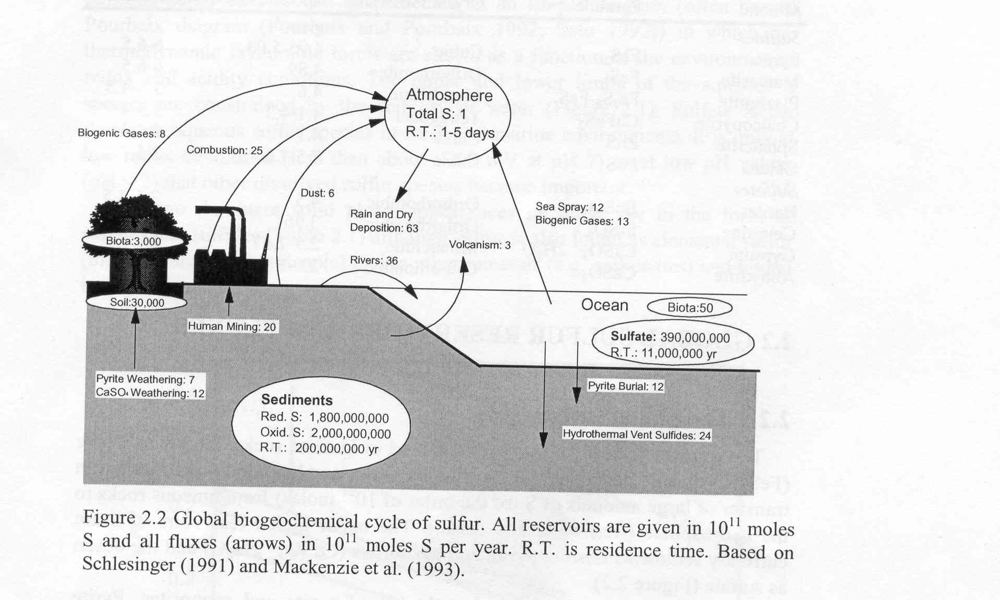 Atmosphere
Total S: 1
R.T.: 1-5 days
Biogenic Gases: 8
Combustion: 25
Dust: 6
Rain and Dry
Deposition: 63
Sea Spray: 12
Biogenic Gases: 13
Volcanism: 3
Rivers: 36
Biota:3,000
Soil:30,000
Human Mining: 20
Ocean
Biota:50
Sulfate: 390,000,000
R.T.: 11,000,000 yr
Pyrite Weathering: 7
CaSO₄ Weathering: 12
Pyrite Burial: 12
Sediments
Red. S: 1,800,000,000
Oxid. S: 2,000,000,000
R.T.: 200,000,000 yr
Hydrothermal Vent Sulfides: 24
Figure 2.2 Global biogeochemical cycle of sulfur. All reservoirs are given in 10¹¹ moles
S and all fluxes (arrows) in 10¹¹ moles S per year. R.T. is residence time. Based on
Schlesinger (1991) and Mackenzie et al. (1993).